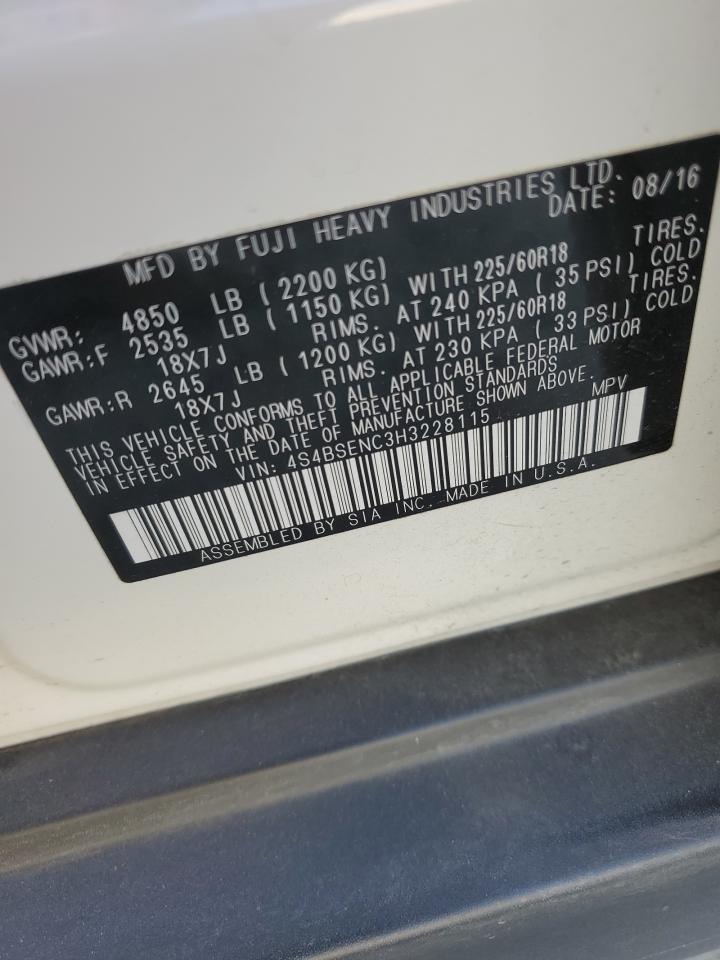 MFD BY FUJI HEAVY INDUSTRIES LTD.
DATE: 08/16
GVWR: 4850 LB ( 2200 KG)
GAWR:F 2535 LB ( 1150 KG) WITH 225/60R18 TIRES.
18X7J RIMS. AT 240 KPA ( 35 PSI) COLD
GAWR:R 2645 LB ( 1200 KG) WITH 225/60R18 TIRES.
18X7J RIMS. AT 230 KPA ( 33 PSI) COLD
THIS VEHICLE CONFORMS TO ALL APPLICABLE FEDERAL MOTOR
VEHICLE SAFETY AND THEFT PREVENTION STANDARDS
IN EFFECT ON THE DATE OF MANUFACTURE SHOWN ABOVE.
VIN: 4S4BSENC3H3228115 MPV
ASSEMBLED BY SIA INC. MADE IN U.S.A.